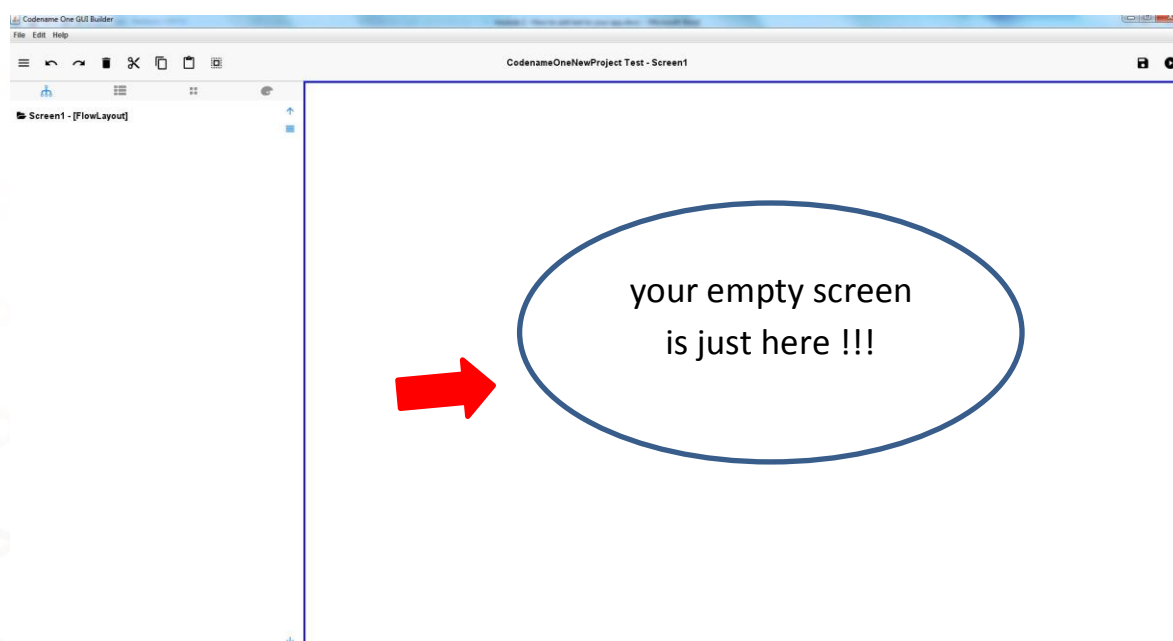 Codename One GUI Builder
File Edit Help
CodenameOneNewProject Test - Screen1
Screen1 - [FlowLayout]
your empty screen
is just here !!!